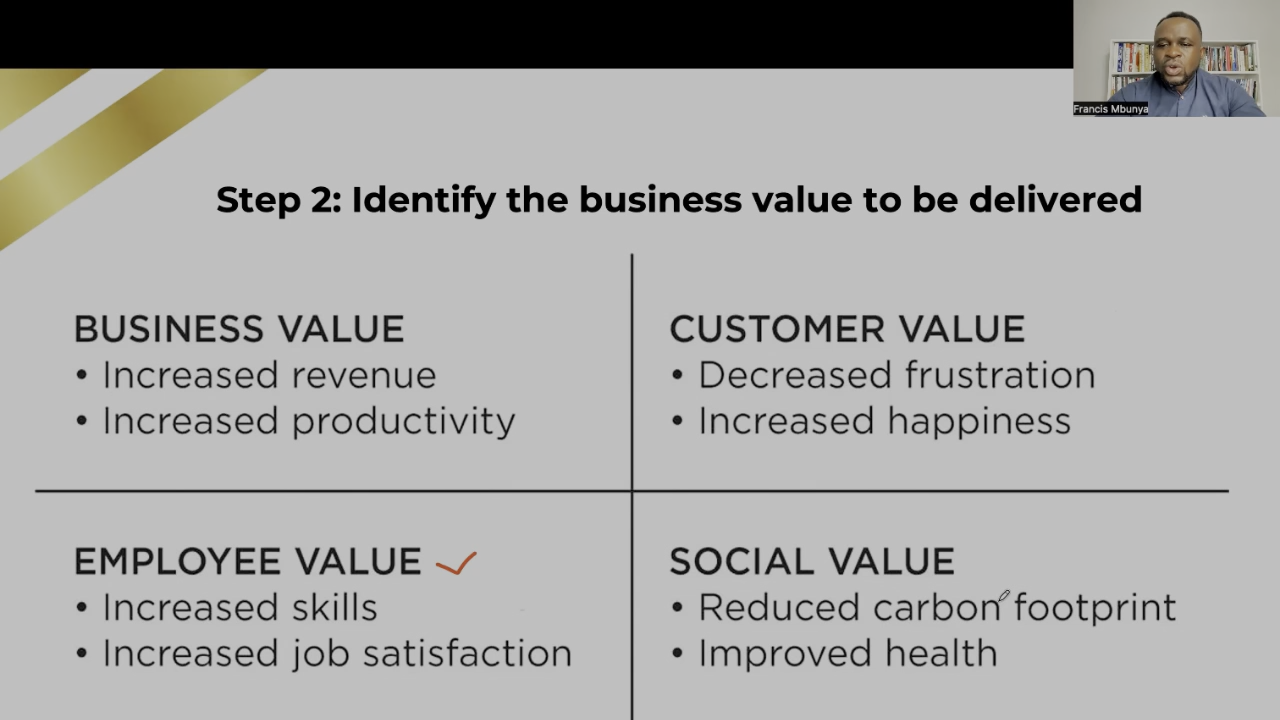 Francis Mbunya
Step 2: Identify the business value to be delivered
BUSINESS VALUE
• Increased revenue
• Increased productivity
CUSTOMER VALUE
• Decreased frustration
• Increased happiness
EMPLOYEE VALUE
• Increased skills
• Increased job satisfaction
SOCIAL VALUE
• Reduced carbon footprint
• Improved health